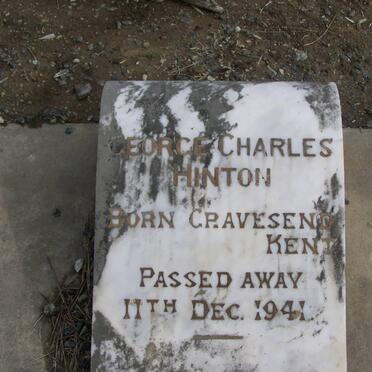 GEORGE CHARLES
HINTON
BORN GRAVESEND
KENT
PASSED AWAY
11TH DEC. 1941